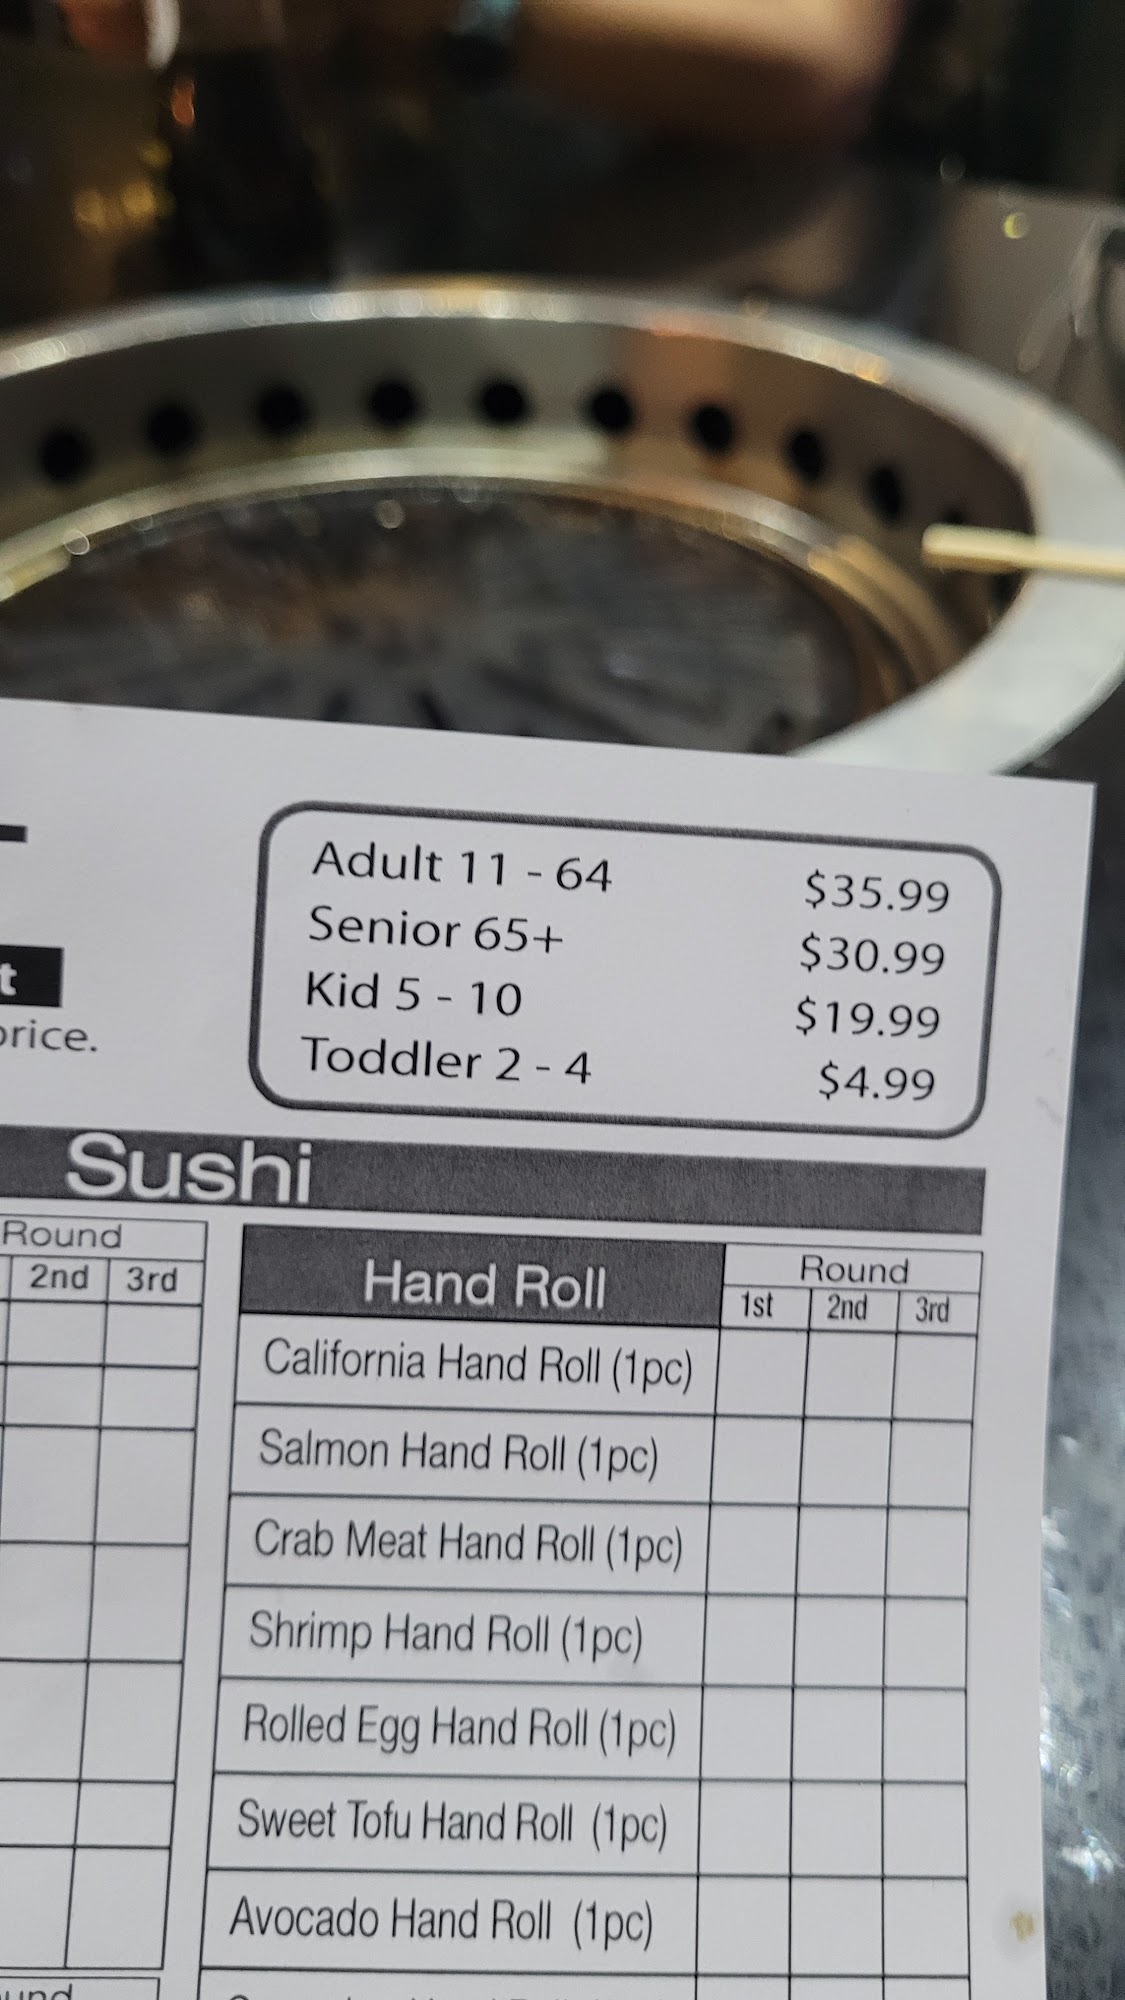 Adult 11 - 64 $35.99
Senior 65+ $30.99
Kid 5 - 10 $19.99
Toddler 2 - 4 $4.99
t
price.
Sushi
Round
2nd 3rd
Hand Roll Round
1st 2nd 3rd
California Hand Roll (1pc)
Salmon Hand Roll (1pc)
Crab Meat Hand Roll (1pc)
Shrimp Hand Roll (1pc)
Rolled Egg Hand Roll (1pc)
Sweet Tofu Hand Roll (1pc)
Avocado Hand Roll (1pc)